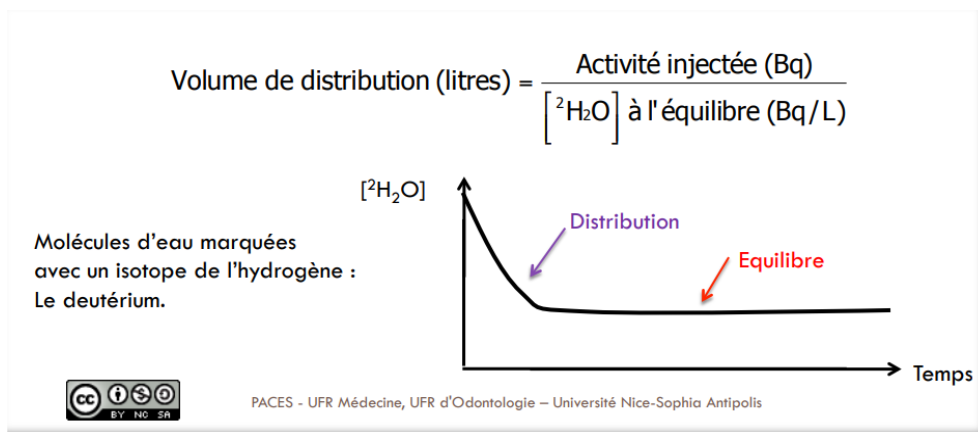 Volume de distribution (litres) = Activité injectée (Bq) / [²H₂O] à l'équilibre (Bq/L)
[²H₂O]
Distribution
Equilibre
Molécules d'eau marquées
avec un isotope de l'hydrogène :
Le deutérium.
Temps
cc
BY NC SA
PACES - UFR Médecine, UFR d'Odontologie – Université Nice-Sophia Antipolis